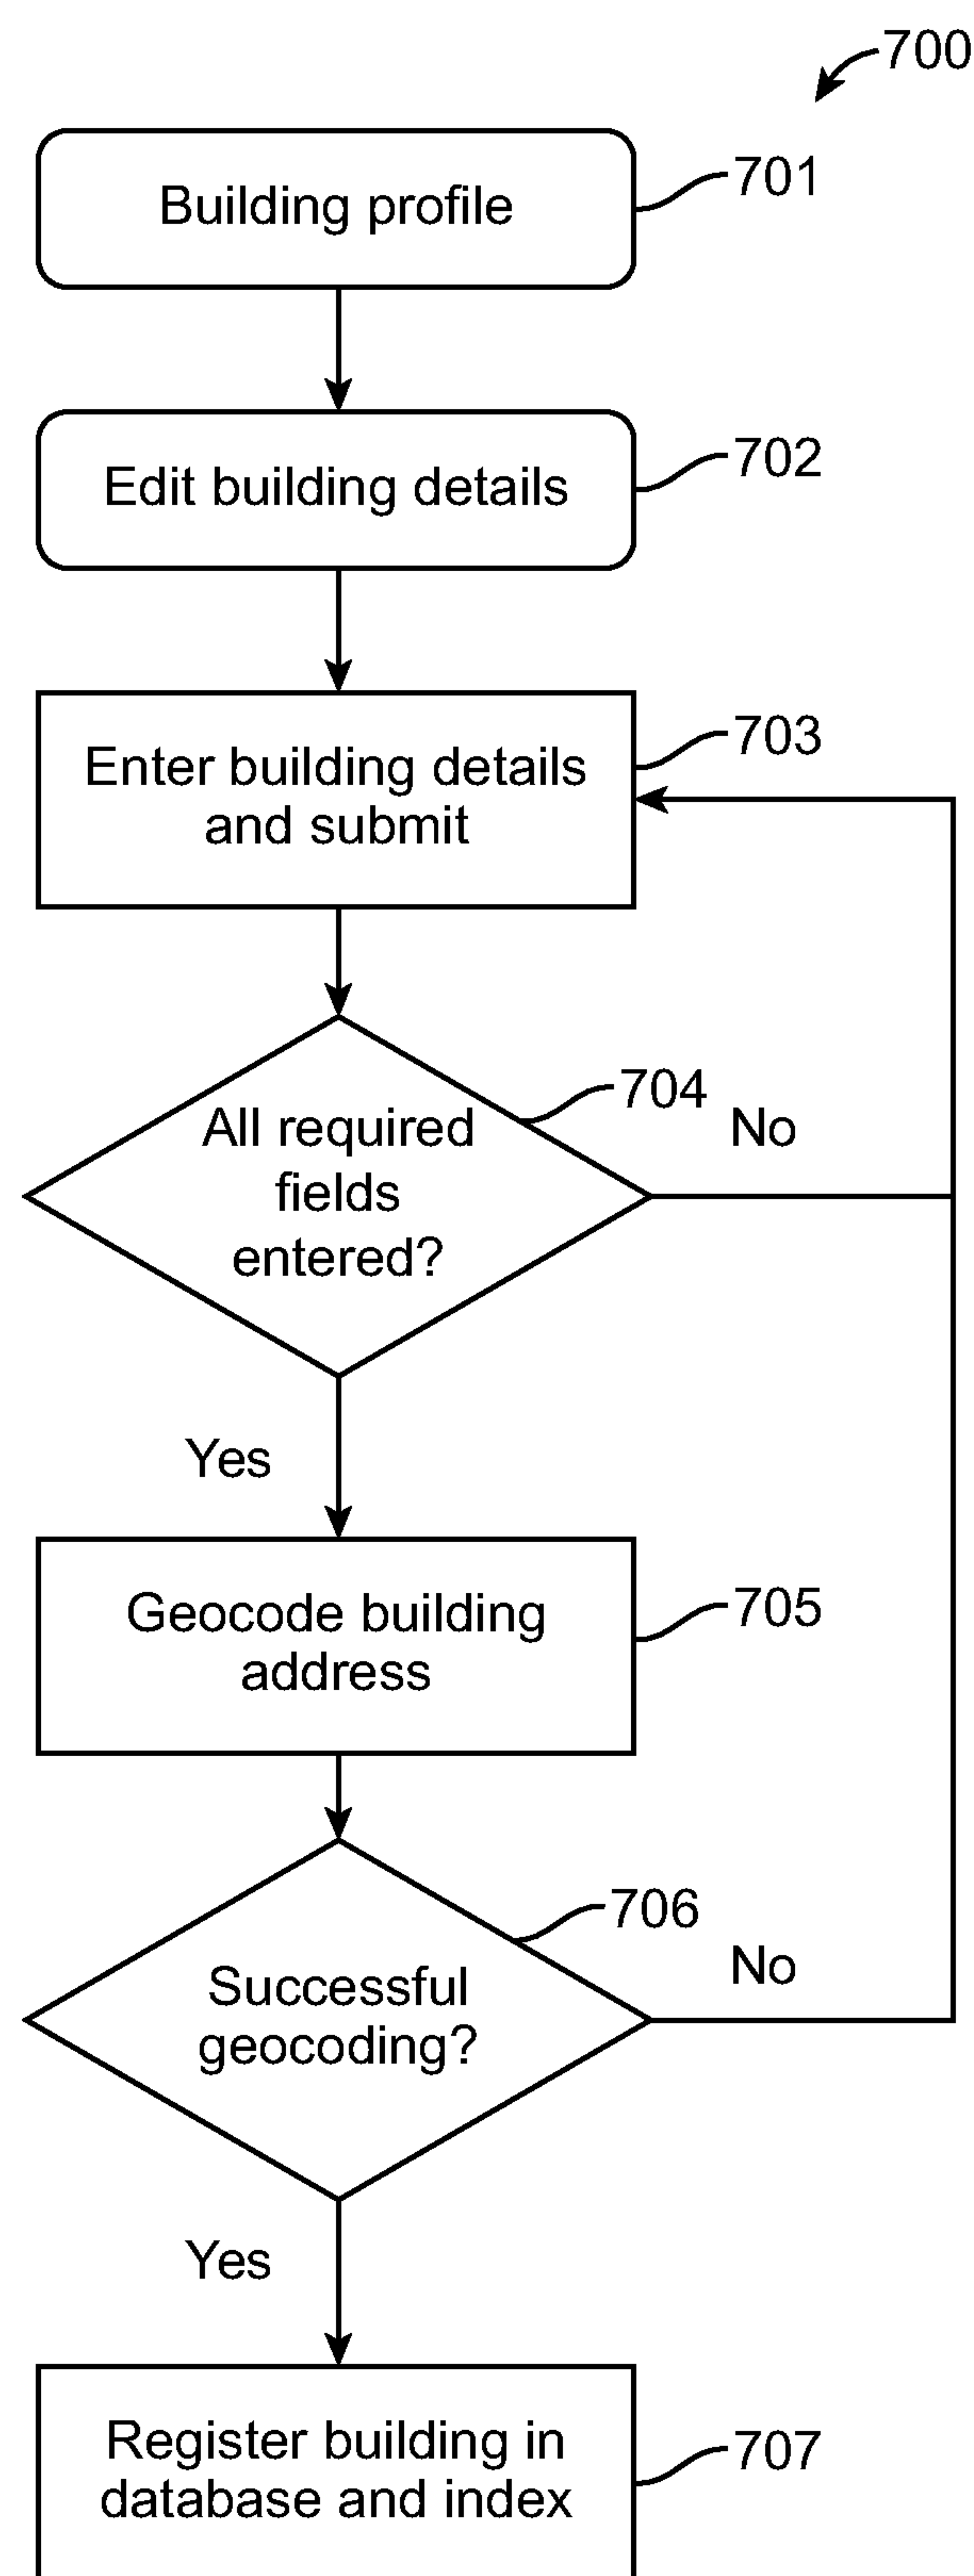 700
Building profile
701
Edit building details
702
Enter building details
and submit
703
All required
fields
entered?
704
No
Yes
Geocode building
address
705
Successful
geocoding?
706
No
Yes
Register building in
database and index
707